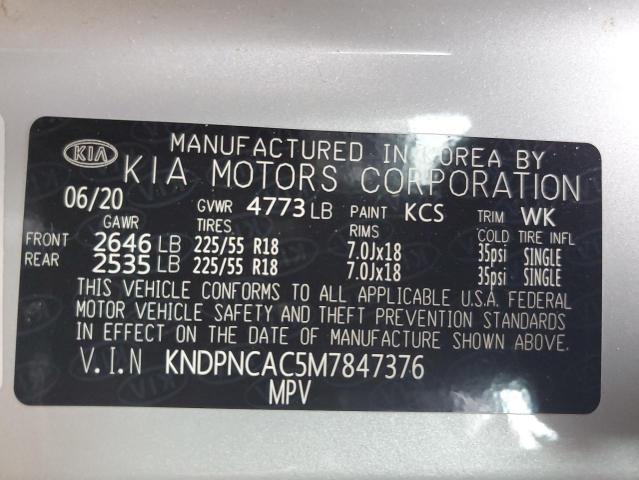 KIA MANUFACTURED IN KOREA BY
KIA MOTORS CORPORATION
06/20 GVWR 4773 LB PAINT KCS TRIM WK
GAWR TIRES RIMS COLD TIRE INFL
FRONT 2646 LB 225/55 R18 7.0Jx18 35psi SINGLE
REAR 2535 LB 225/55 R18 7.0Jx18 35psi SINGLE
THIS VEHICLE CONFORMS TO ALL APPLICABLE U.S.A. FEDERAL
MOTOR VEHICLE SAFETY AND THEFT PREVENTION STANDARDS
IN EFFECT ON THE DATE OF MANUFACTURE SHOWN ABOVE.
V.I.N KNDPNCAC5M7847376
MPV